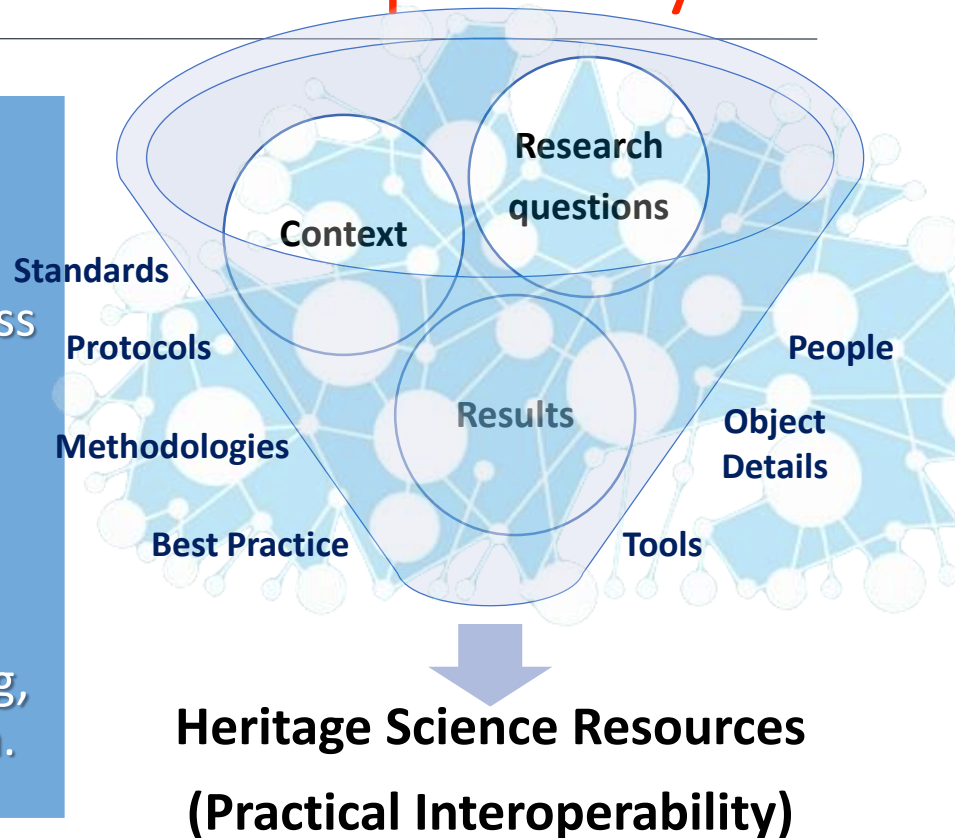 Research
questions
Context
Standards
Protocols
People
Results
Object
Details
Methodologies
Best Practice
Tools
Heritage Science Resources
(Practical Interoperability)